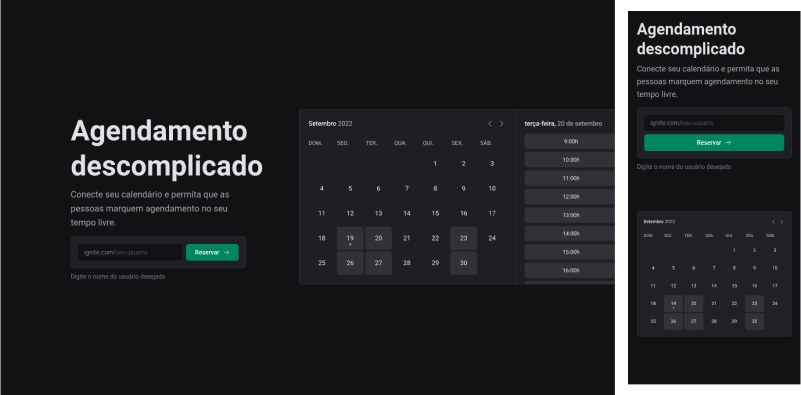 Agendamento
descomplicado
Conecte seu calendário e permita que as
pessoas marquem agendamento no seu
tempo livre.
ignite.com/seu-usuário
Reservar →
Digite o nome do usuário desejado
Setembro 2022
< >
DOM. SEG. TER. QUA. QUI. SEX. SÁB.
1 2 3
4 5 6 7 8 9 10
11 12 13 14 15 16 17
18 19 20 21 22 23 24
25 26 27 28 29 30
terça-feira, 20 de setembro
9:00h
10:00h
11:00h
12:00h
13:00h
14:00h
15:00h
16:00h
Agendamento
descomplicado
Conecte seu calendário e permita que as
pessoas marquem agendamento no seu
tempo livre.
ignite.com/seu-usuário
Reservar →
Digite o nome do usuário desejado
Setembro 2022
< >
DOM. SEG. TER. QUA. QUI. SEX. SÁB.
1 2 3
4 5 6 7 8 9 10
11 12 13 14 15 16 17
18 19 20 21 22 23 24
25 26 27 28 29 30